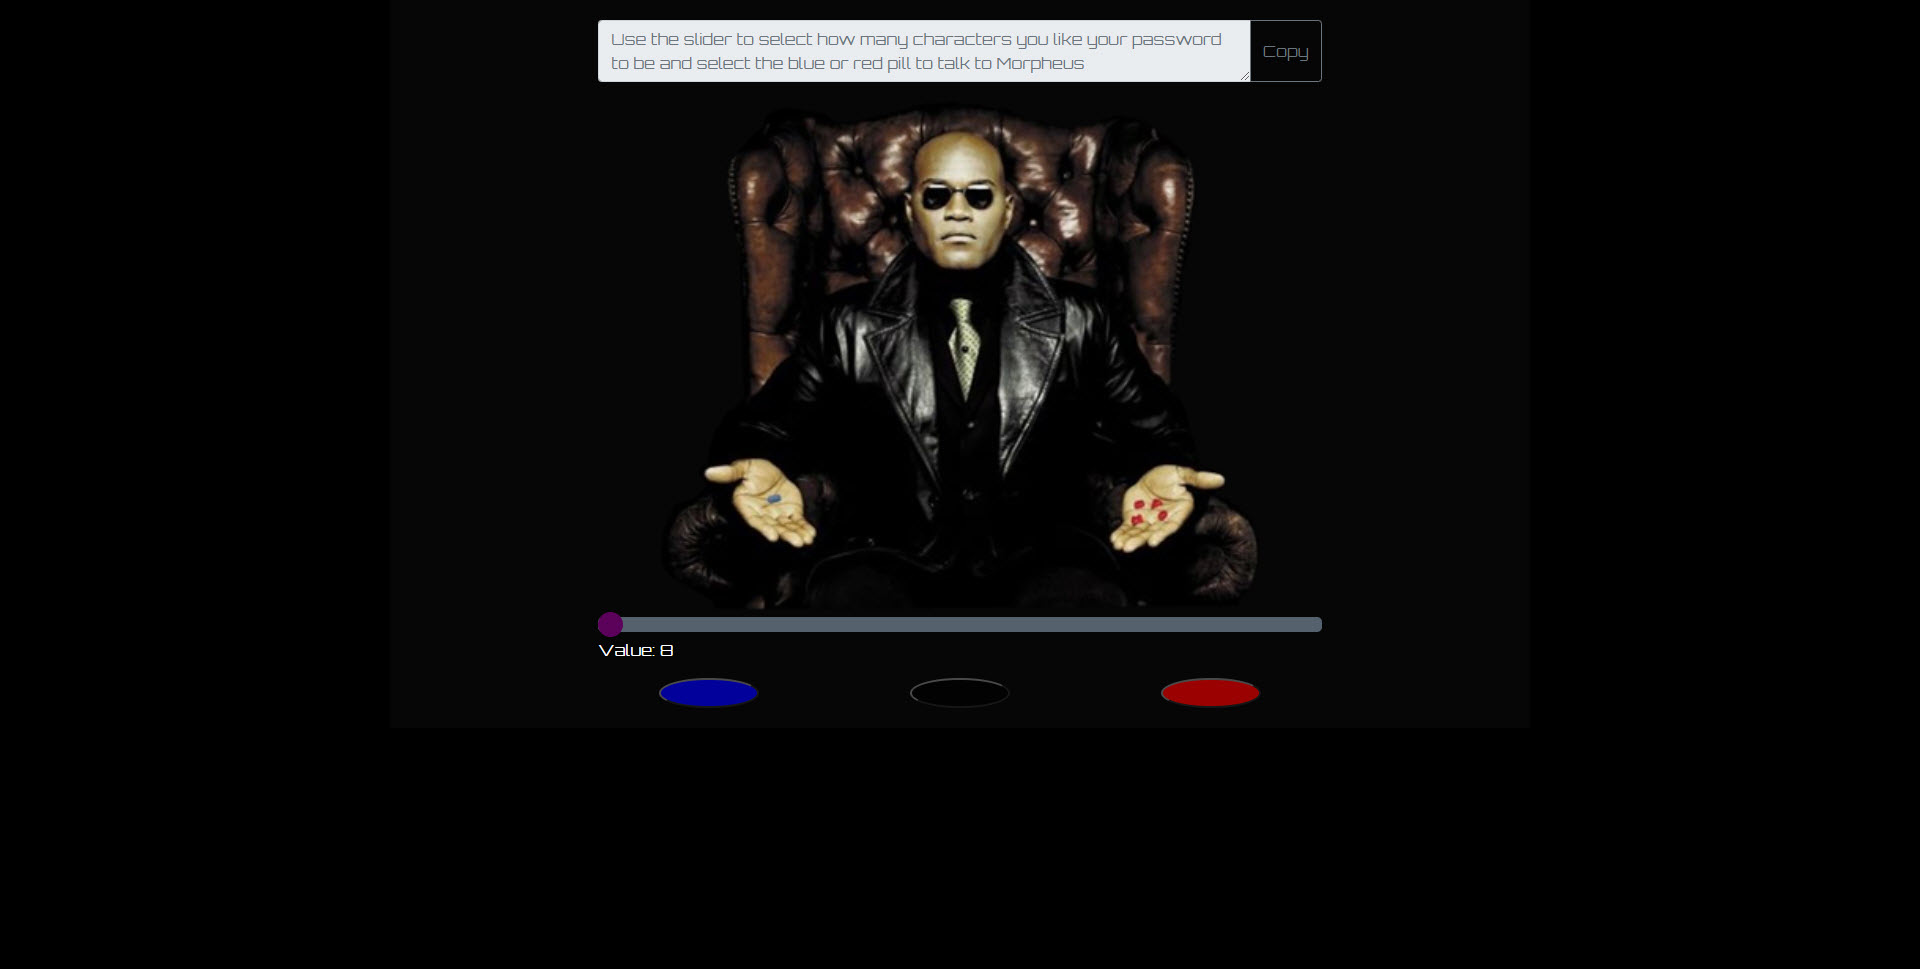 Use the slider to select how many characters you like your password
to be and select the blue or red pill to talk to Morpheus
Copy
Value: 8